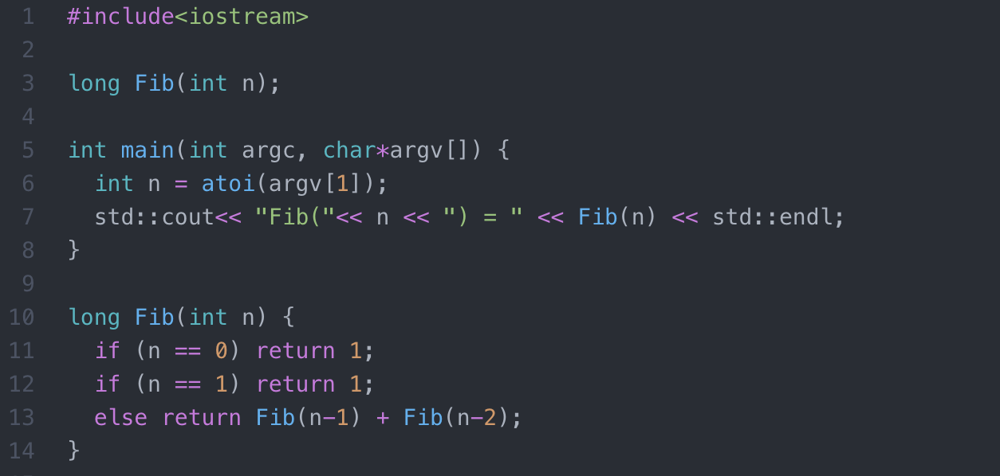 1 #include<iostream>
2
3 long Fib(int n);
4
5 int main(int argc, char*argv[]) {
6   int n = atoi(argv[1]);
7   std::cout<< "Fib("<< n << ") = " << Fib(n) << std::endl;
8 }
9
10 long Fib(int n) {
11   if (n == 0) return 1;
12   if (n == 1) return 1;
13   else return Fib(n-1) + Fib(n-2);
14 }